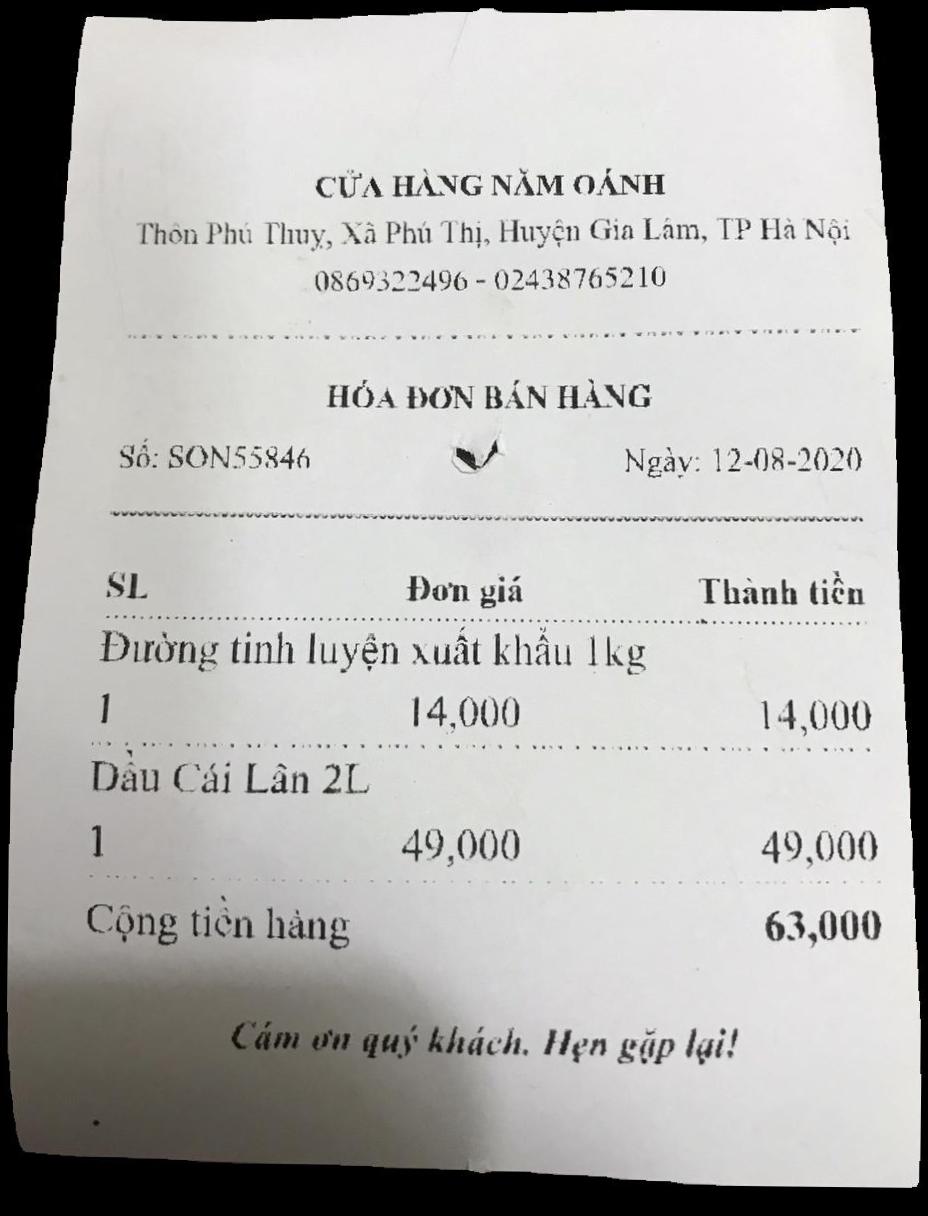 CỬA HÀNG NĂM OÁNH
Thôn Phú Thuỵ, Xã Phú Thị, Huyện Gia Lâm, TP Hà Nội
0869322496 - 02438765210
HÓA ĐƠN BÁN HÀNG
Số: SON55846 Ngày: 12-08-2020
SL Đơn giá Thành tiền
Đường tinh luyện xuất khẩu 1kg
1 14,000 14,000
Dầu Cái Lân 2L
1 49,000 49,000
Cộng tiền hàng 63,000
Cám ơn quý khách. Hẹn gặp lại!